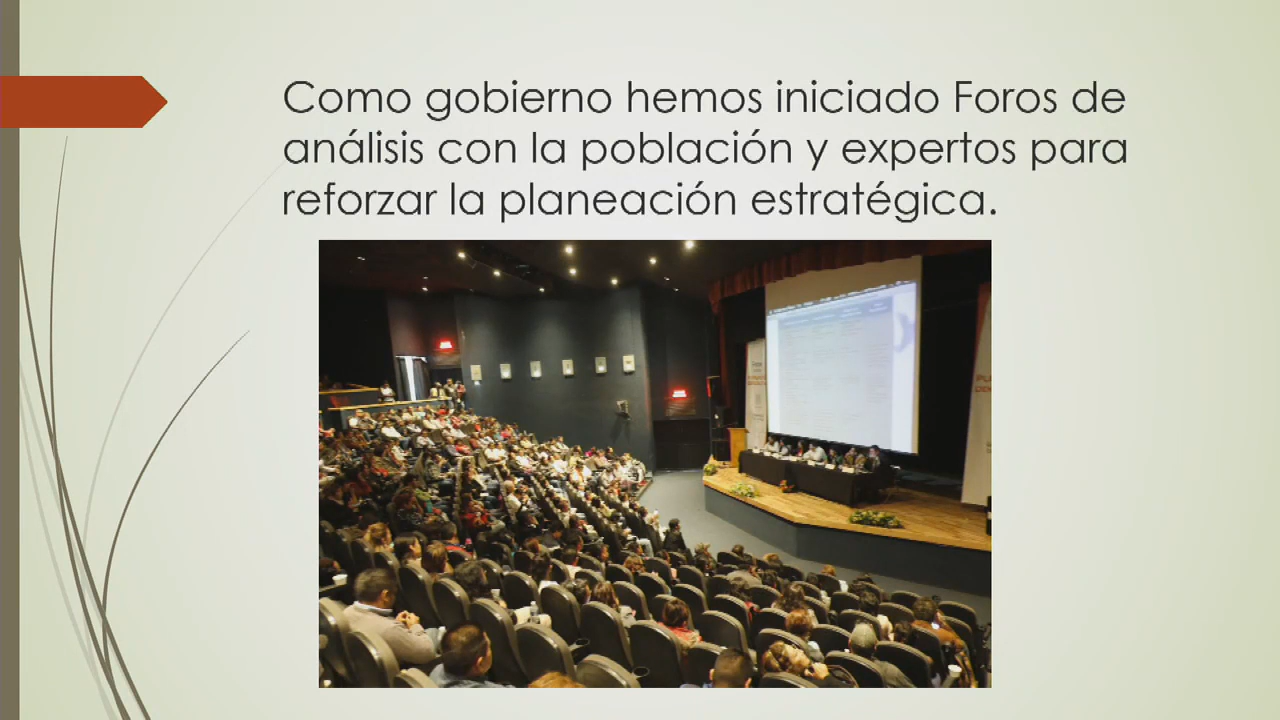 Como gobierno hemos iniciado Foros de
análisis con la población y expertos para
reforzar la planeación estratégica.